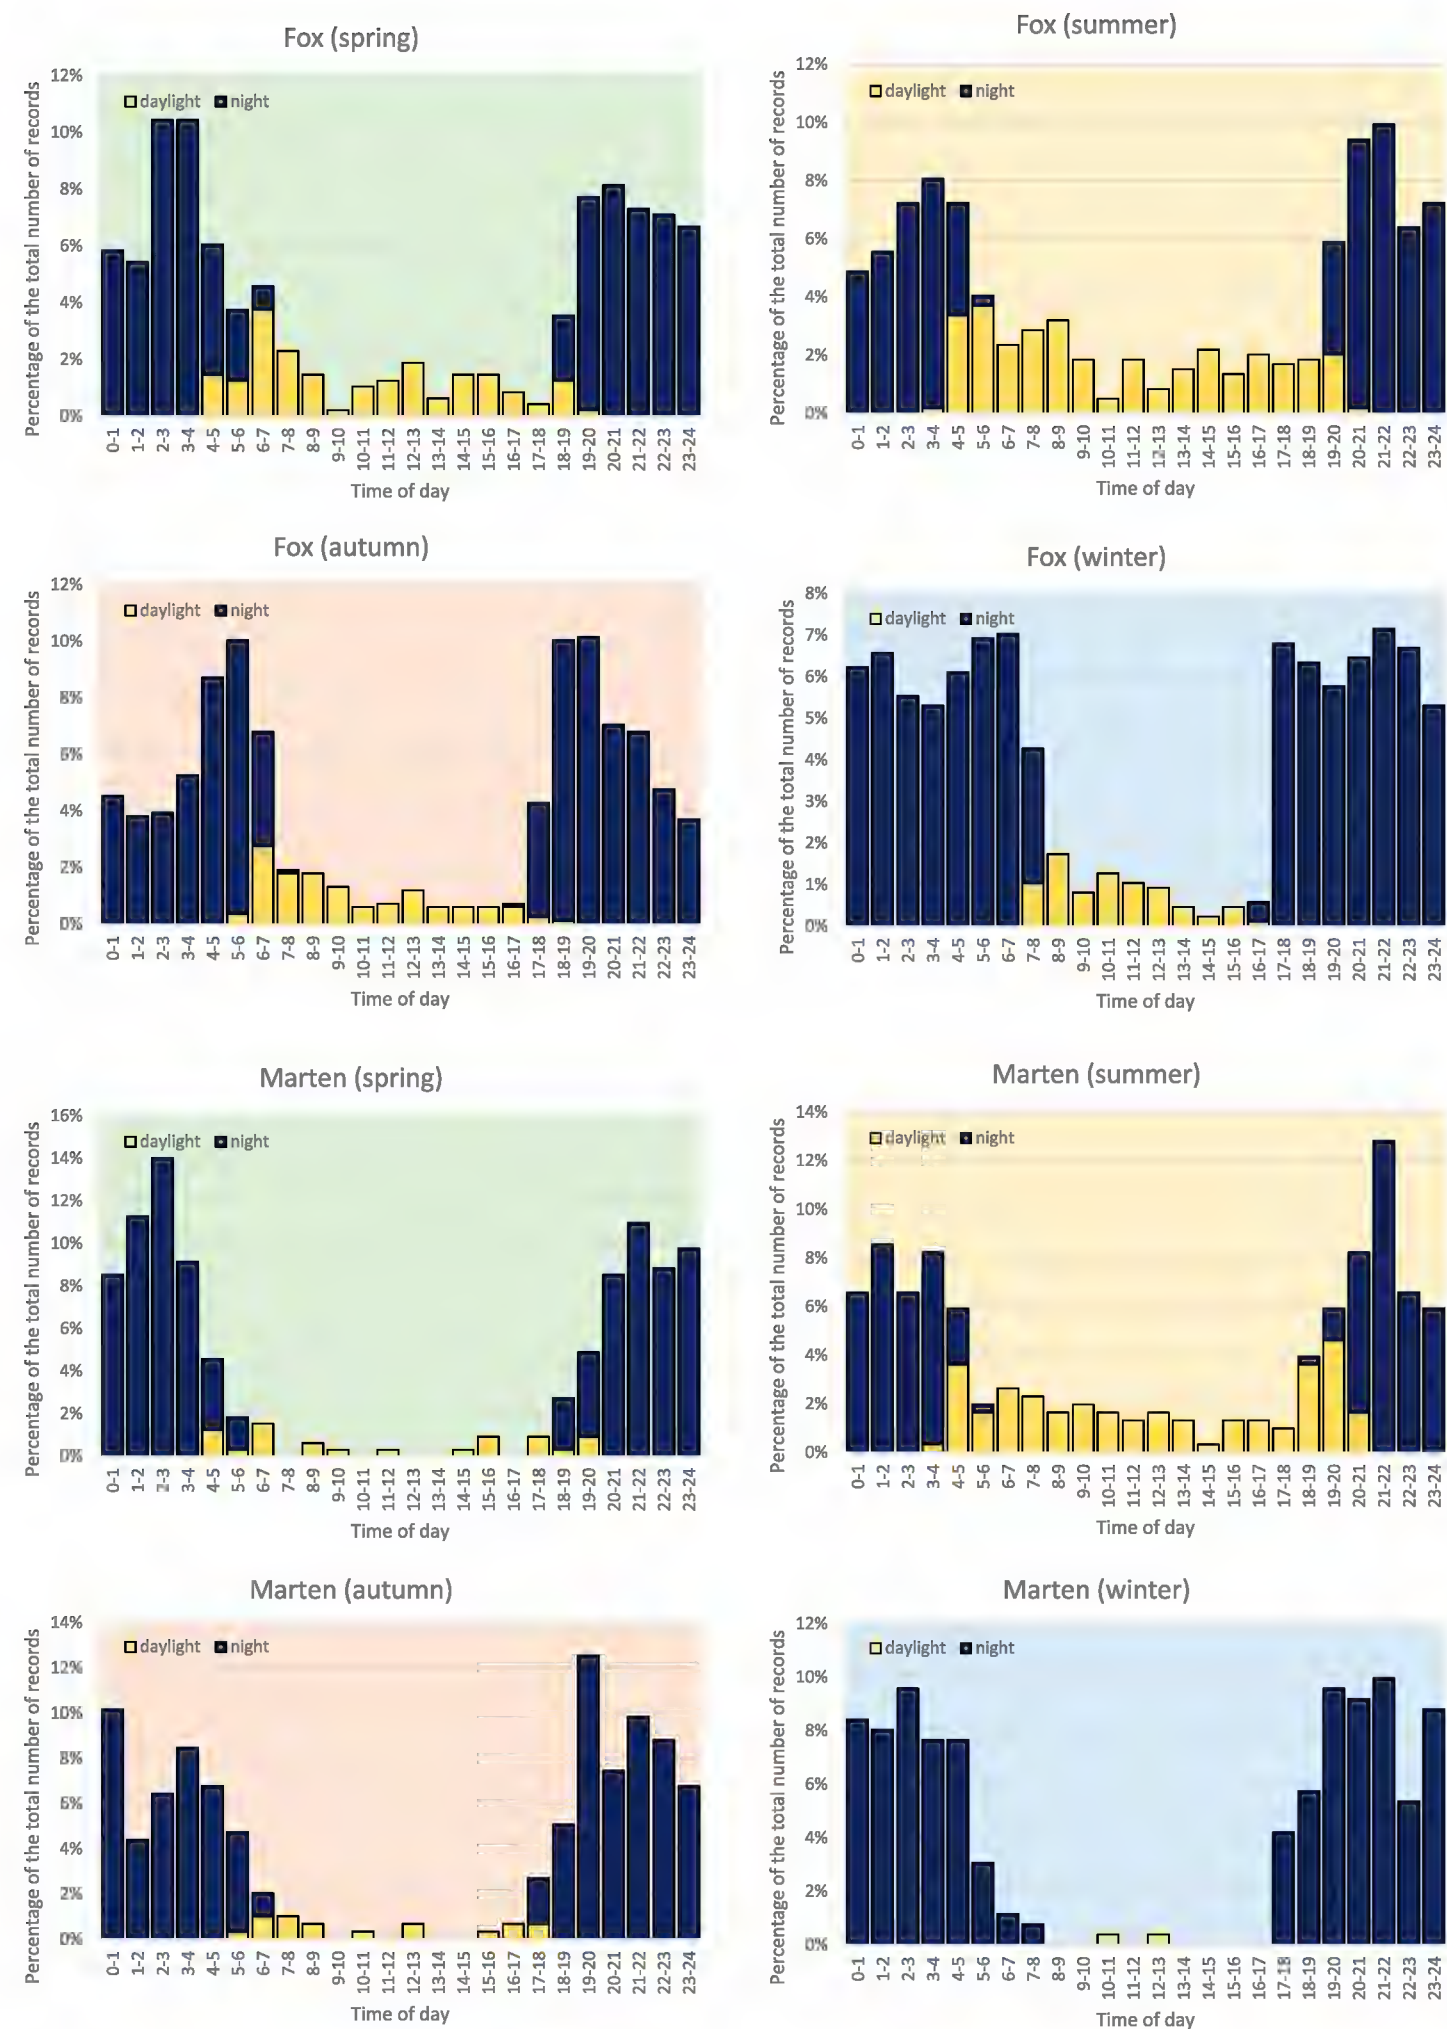 Fox (spring)
Percentage of the total number of records
12%
10%
8%
6%
4%
2%
0%
daylight night
0-1 1-2 2-3 3-4 4-5 5-6 6-7 7-8 8-9 9-10 10-11 11-12 12-13 13-14 14-15 15-16 16-17 17-18 18-19 19-20 20-21 21-22 22-23 23-24
Time of day
Fox (summer)
Percentage of the total number of records
12%
10%
8%
6%
4%
2%
0%
daylight night
0-1 1-2 2-3 3-4 4-5 5-6 6-7 7-8 8-9 9-10 10-11 11-12 12-13 13-14 14-15 15-16 16-17 17-18 18-19 19-20 20-21 21-22 22-23 23-24
Time of day
Fox (autumn)
Percentage of the total number of records
12%
10%
8%
6%
4%
2%
0%
daylight night
0-1 1-2 2-3 3-4 4-5 5-6 6-7 7-8 8-9 9-10 10-11 11-12 12-13 13-14 14-15 15-16 16-17 17-18 18-19 19-20 20-21 21-22 22-23 23-24
Time of day
Fox (winter)
Percentage of the total number of records
8%
7%
6%
5%
4%
3%
2%
1%
0%
daylight night
0-1 1-2 2-3 3-4 4-5 5-6 6-7 7-8 8-9 9-10 10-11 11-12 12-13 13-14 14-15 15-16 16-17 17-18 18-19 19-20 20-21 21-22 22-23 23-24
Time of day
Marten (spring)
Percentage of the total number of records
16%
14%
12%
10%
8%
6%
4%
2%
0%
daylight night
0-1 1-2 2-3 3-4 4-5 5-6 6-7 7-8 8-9 9-10 10-11 11-12 12-13 13-14 14-15 15-16 16-17 17-18 18-19 19-20 20-21 21-22 22-23 23-24
Time of day
Marten (summer)
Percentage of the total number of records
14%
12%
10%
8%
6%
4%
2%
0%
daylight night
0-1 1-2 2-3 3-4 4-5 5-6 6-7 7-8 8-9 9-10 10-11 11-12 12-13 13-14 14-15 15-16 16-17 17-18 18-19 19-20 20-21 21-22 22-23 23-24
Time of day
Marten (autumn)
Percentage of the total number of records
14%
12%
10%
8%
6%
4%
2%
0%
daylight night
0-1 1-2 2-3 3-4 4-5 5-6 6-7 7-8 8-9 9-10 10-11 11-12 12-13 13-14 14-15 15-16 16-17 17-18 18-19 19-20 20-21 21-22 22-23 23-24
Time of day
Marten (winter)
Percentage of the total number of records
12%
10%
8%
6%
4%
2%
0%
daylight night
0-1 1-2 2-3 3-4 4-5 5-6 6-7 7-8 8-9 9-10 10-11 11-12 12-13 13-14 14-15 15-16 16-17 17-18 18-19 19-20 20-21 21-22 22-23 23-24
Time of day